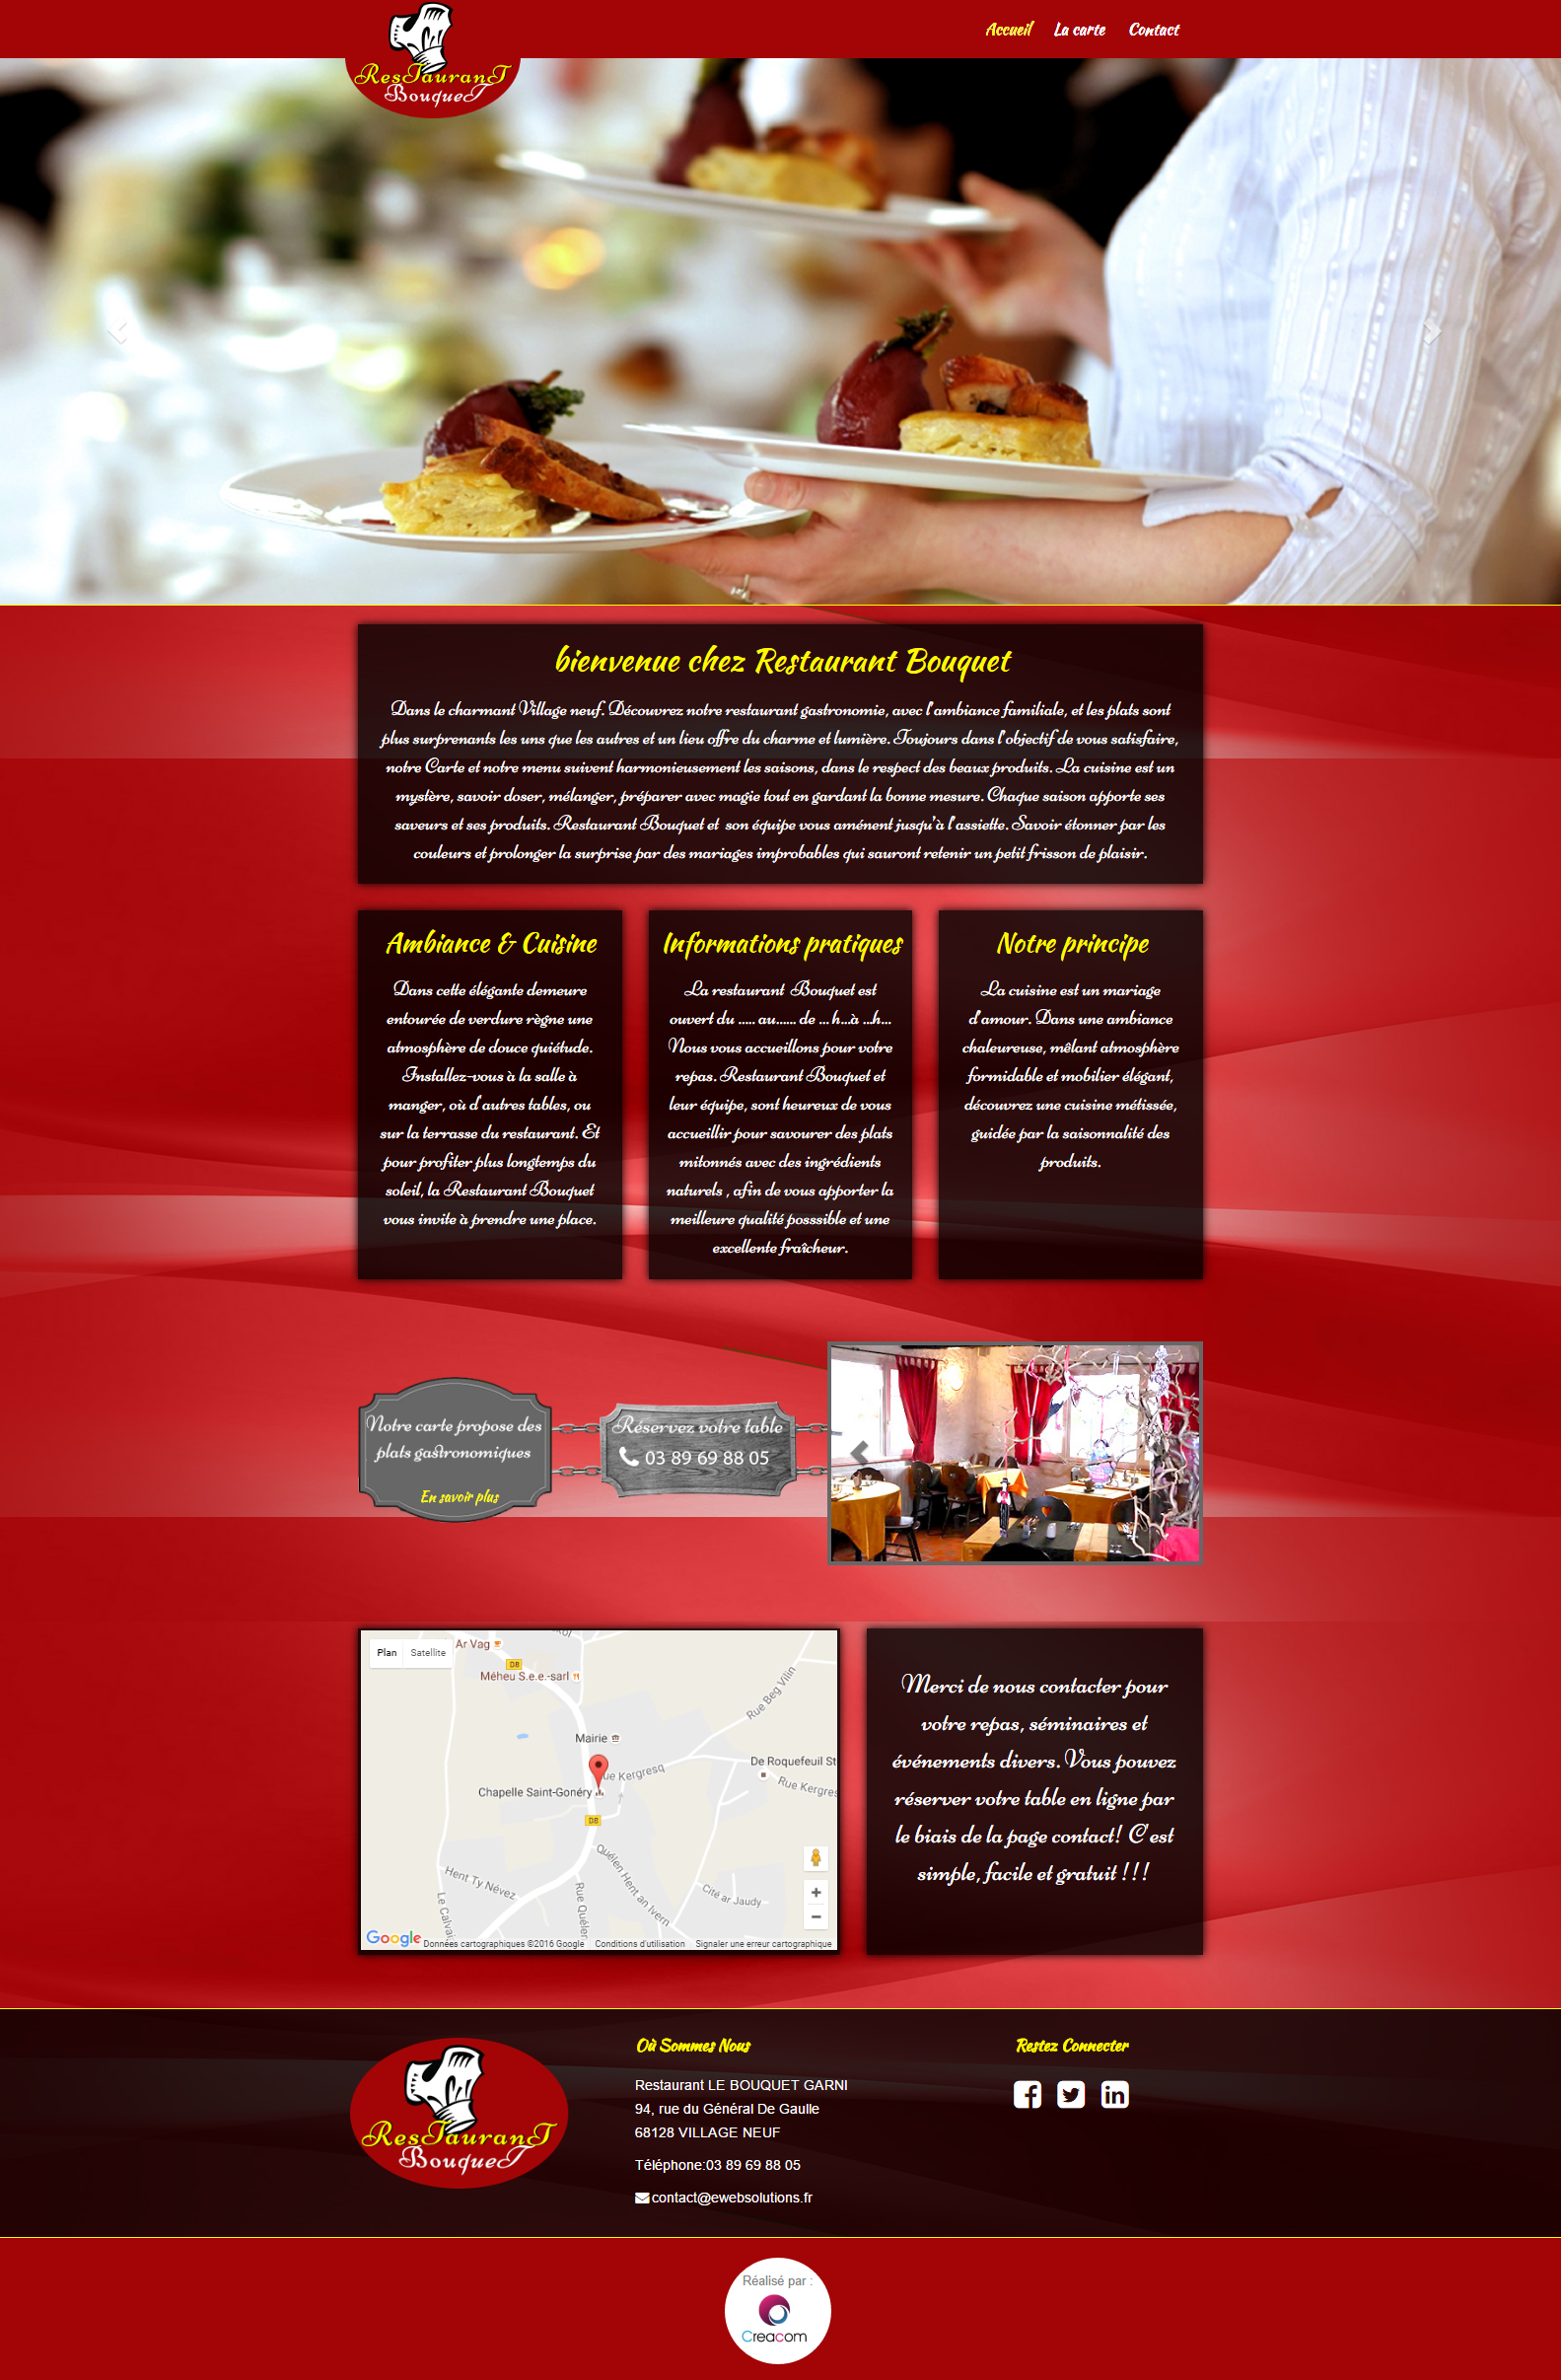 ResTauranT
BouqueT
Accueil La carte Contact
bienvenue chez Restaurant Bouquet
Dans le charmant Village neuf. Découvrez notre restaurant gastronomie, avec l'ambiance familiale, et les plats sont
plus surprenants les uns que les autres et un lieu offre du charme et lumière. Toujours dans l'objectif de vous satisfaire,
notre Carte et notre menu suivent harmonieusement les saisons, dans le respect des beaux produits. La cuisine est un
mystère, savoir doser, mélanger, préparer avec magie tout en gardant la bonne mesure. Chaque saison apporte ses
saveurs et ses produits. Restaurant Bouquet et son équipe vous aménent jusqu'à l'assiette. Savoir étonner par les
couleurs et prolonger la surprise par des mariages improbables qui sauront retenir un petit frisson de plaisir.
Ambiance & Cuisine
Dans cette élégante demeure
entourée de verdure règne une
atmosphère de douce quiétude.
Installez-vous à la salle à
manger, où d'autres tables, ou
sur la terrasse du restaurant. Et
pour profiter plus longtemps du
soleil, la Restaurant Bouquet
vous invite à prendre une place.
Informations pratiques
La restaurant Bouquet est
ouvert du ..... au...... de ... h...à ...h...
Nous vous accueillons pour votre
repas. Restaurant Bouquet et
leur équipe, sont heureux de vous
accueillir pour savourer des plats
mitonnés avec des ingrédients
naturels , afin de vous apporter la
meilleure qualité posssible et une
excellente fraîcheur.
Notre principe
La cuisine est un mariage
d'amour. Dans une ambiance
chaleureuse, mêlant atmosphère
formidable et mobilier élégant,
découvrez une cuisine métissée,
guidée par la saisonnalité des
produits.
Notre carte propose des
plats gastronomiques
En savoir plus
Réservez votre table
03 89 69 88 05
Plan Satellite
Ar Vag
D8
Méheu S.e.e.-sarl
Rue Beg Vilin
Mairie
De Roquefeuil St
Rue Kergresq
Chapelle Saint-Gonéry
Rue Kergres
D8
Quélen Hent an Ivern
Hent Ty Névez
Cité ar Jaudy
Rue Quéler
Le Calvai
Google
Données cartographiques ©2016 Google Conditions d'utilisation Signaler une erreur cartographique
Merci de nous contacter pour
votre repas, séminaires et
événements divers. Vous pouvez
réserver votre table en ligne par
le biais de la page contact! C'est
simple, facile et gratuit !!!
ResTauranT
BouqueT
Où Sommes Nous
Restaurant LE BOUQUET GARNI
94, rue du Général De Gaulle
68128 VILLAGE NEUF
Téléphone:03 89 69 88 05
contact@ewebsolutions.fr
Restez Connecter
Réalisé par :
Creacom